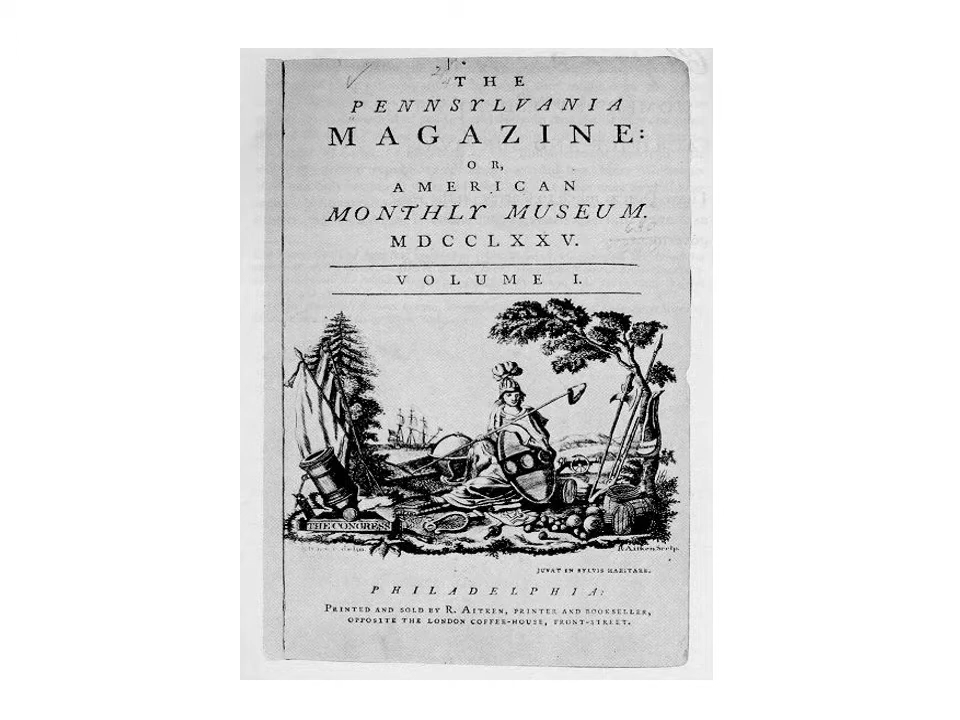 THE
PENNSYLVANIA
MAGAZINE:
OR,
AMERICAN
MONTHLY MUSEUM.
MDCCLXXV.
VOLUME I.
THE CONGRESS
R. Aitken Sculp.
JUVAT IN SYLVIS HABITARE.
PHILADELPHIA:
PRINTED AND SOLD BY R. AITKEN, PRINTER AND BOOKSELLER,
OPPOSITE THE LONDON COFFEE-HOUSE, FRONT-STREET.